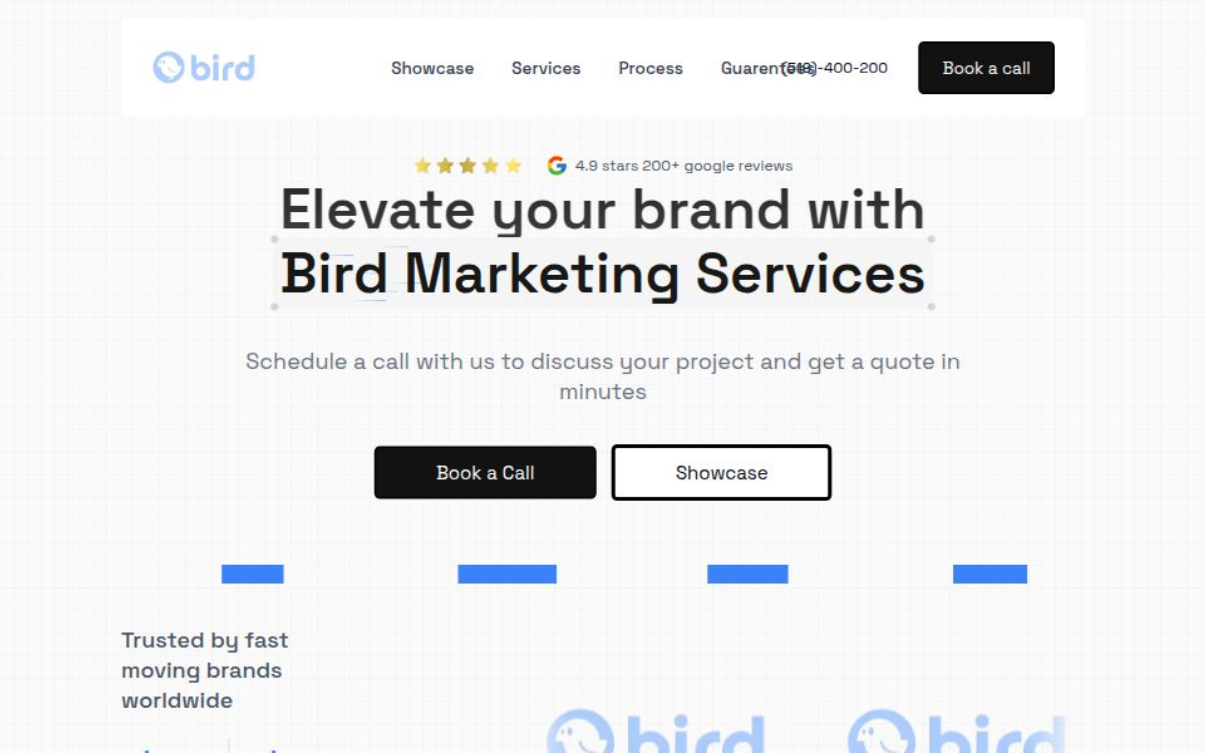 bird
Showcase
Services
Process
Guarentees
(519)-400-200
Book a call
4.9 stars 200+ google reviews
Elevate your brand with
Bird Marketing Services
Schedule a call with us to discuss your project and get a quote in
minutes
Book a Call
Showcase
Trusted by fast
moving brands
worldwide
bird
bird